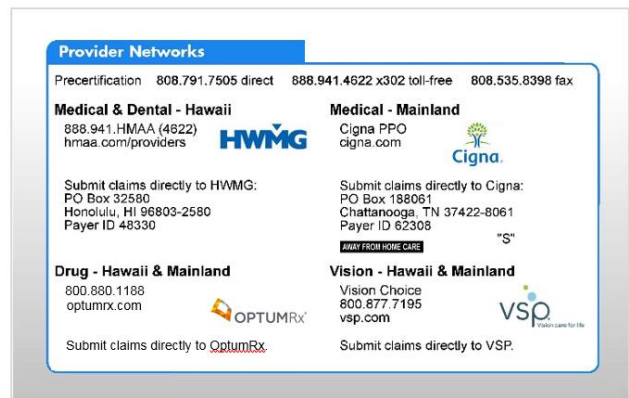 Provider Networks
Precertification 808.791.7505 direct 888.941.4622 x302 toll-free 808.535.8398 fax
Medical & Dental - Hawaii
888.941.HMAA (4622)
hmaa.com/providers
HWMG
Submit claims directly to HWMG:
PO Box 32580
Honolulu, HI 96803-2580
Payer ID 48330
Medical - Mainland
Cigna PPO
cigna.com
Cigna.
Submit claims directly to Cigna:
PO Box 188061
Chattanooga, TN 37422-8061
Payer ID 62308
AWAY FROM HOME CARE
"S"
Drug - Hawaii & Mainland
800.880.1188
optumrx.com
OPTUMRx®
Submit claims directly to OptumRx.
Vision - Hawaii & Mainland
Vision Choice
800.877.7195
vsp.com
vsp.
Vision care for life
Submit claims directly to VSP.